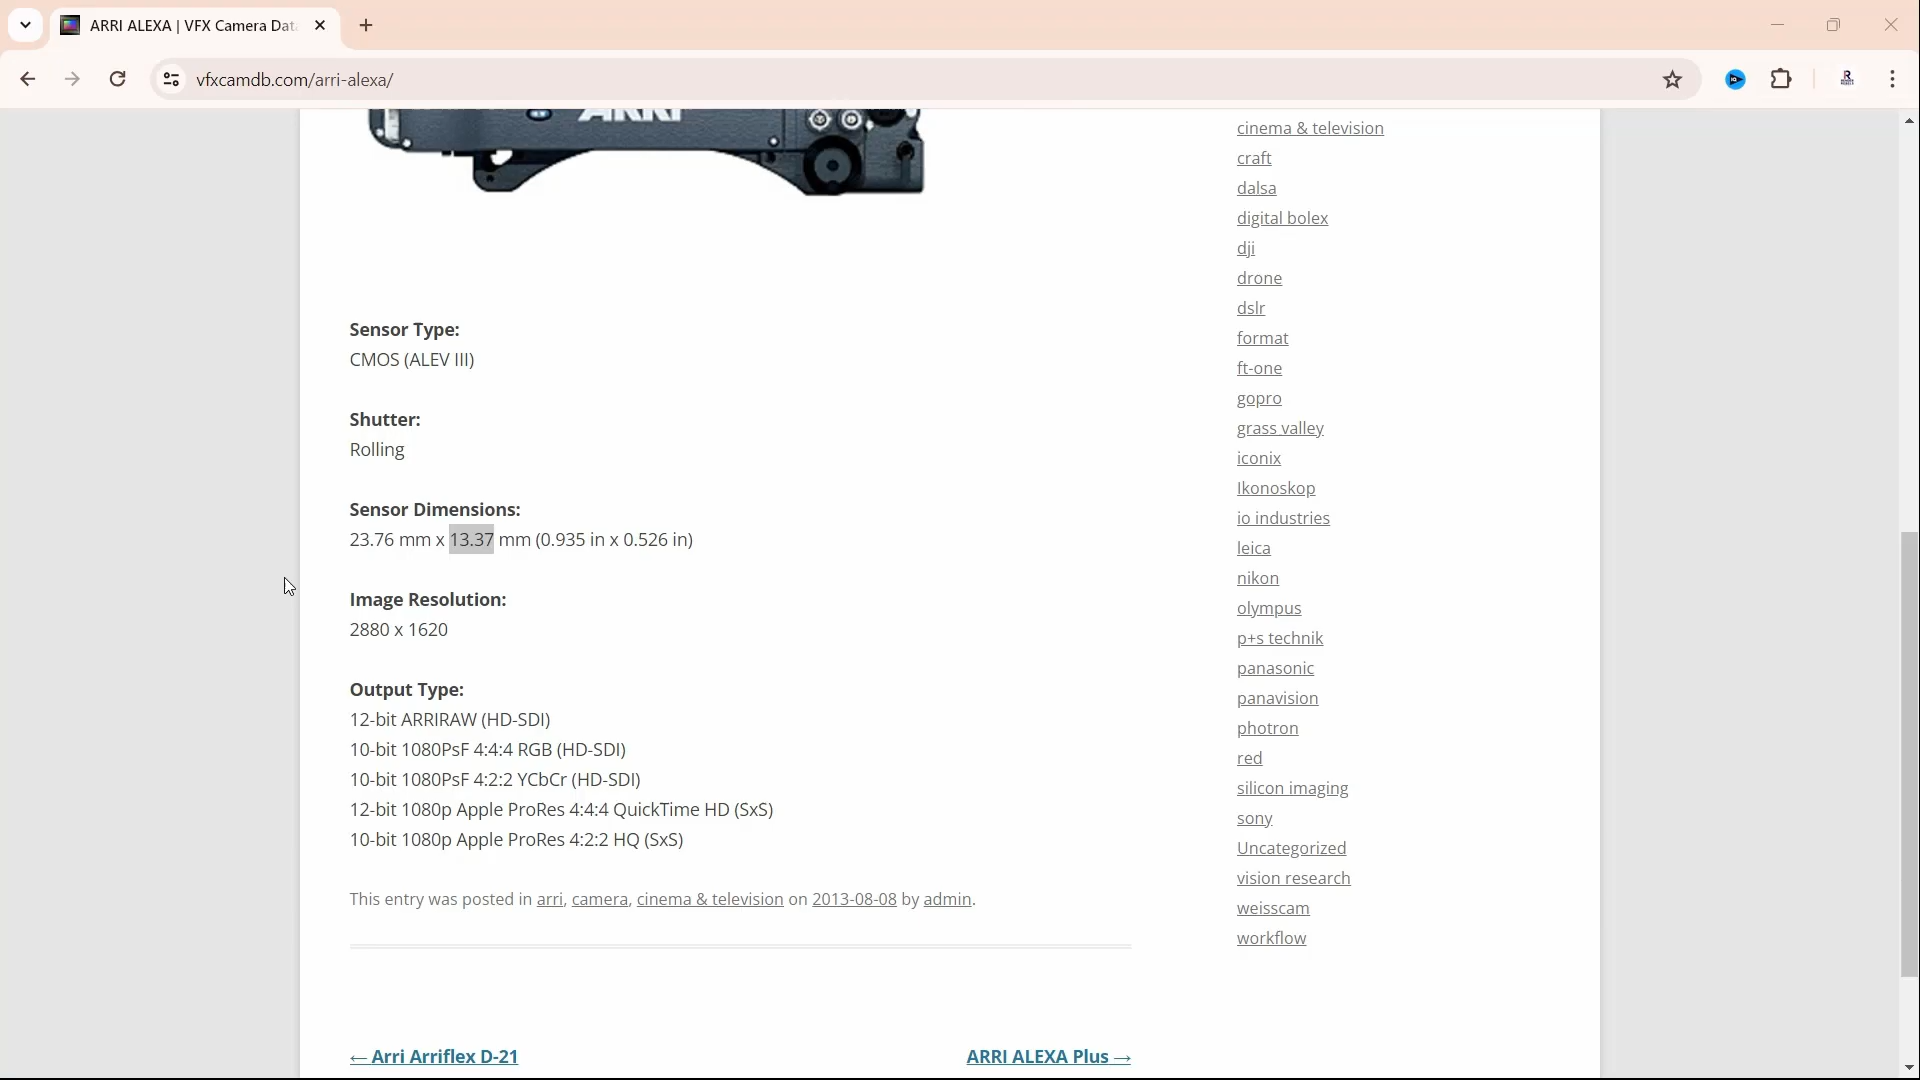 ARRI ALEXA | VFX Camera Dat
vfxcamdb.com/arri-alexa/
ARRI
Sensor Type:
CMOS (ALEV III)
Shutter:
Rolling
Sensor Dimensions:
23.76 mm x 13.37 mm (0.935 in x 0.526 in)
Image Resolution:
2880 x 1620
Output Type:
12-bit ARRIRAW (HD-SDI)
10-bit 1080PsF 4:4:4 RGB (HD-SDI)
10-bit 1080PsF 4:2:2 YCbCr (HD-SDI)
12-bit 1080p Apple ProRes 4:4:4 QuickTime HD (SxS)
10-bit 1080p Apple ProRes 4:2:2 HQ (SxS)
This entry was posted in arri, camera, cinema & television on 2013-08-08 by admin.
← Arri Arriflex D-21
ARRI ALEXA Plus →
cinema & television
craft
dalsa
digital bolex
dji
drone
dslr
format
ft-one
gopro
grass valley
iconix
Ikonoskop
io industries
leica
nikon
olympus
p+s technik
panasonic
panavision
photron
red
silicon imaging
sony
Uncategorized
vision research
weisscam
workflow